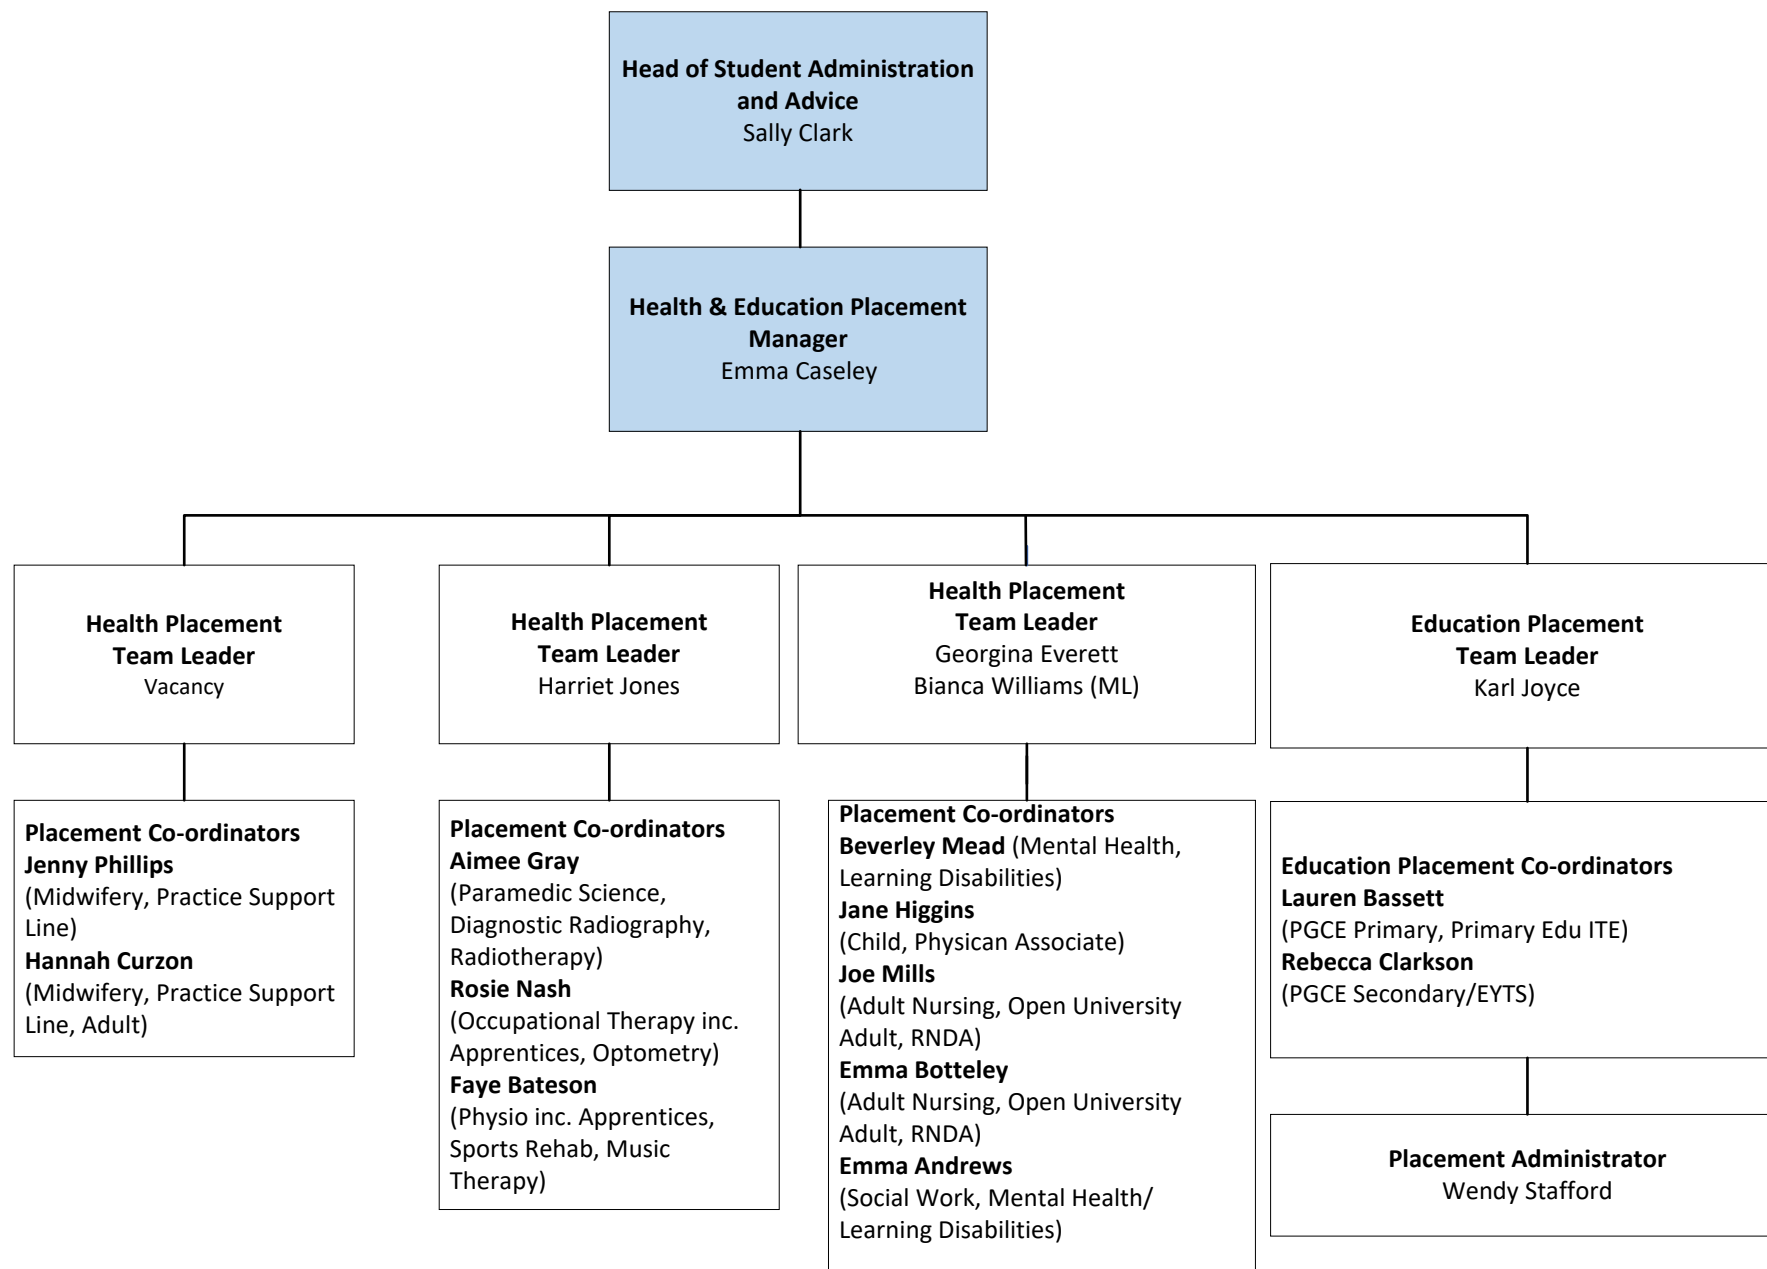 Head of Student Administration
and Advice
Sally Clark
Health & Education Placement
Manager
Emma Caseley
Health Placement
Team Leader
Vacancy
Health Placement
Team Leader
Harriet Jones
Health Placement
Team Leader
Georgina Everett
Bianca Williams (ML)
Education Placement
Team Leader
Karl Joyce
Placement Co-ordinators
Jenny Phillips
(Midwifery, Practice Support
Line)
Hannah Curzon
(Midwifery, Practice Support
Line, Adult)
Placement Co-ordinators
Aimee Gray
(Paramedic Science,
Diagnostic Radiography,
Radiotherapy)
Rosie Nash
(Occupational Therapy inc.
Apprentices, Optometry)
Faye Bateson
(Physio inc. Apprentices,
Sports Rehab, Music
Therapy)
Placement Co-ordinators
Beverley Mead (Mental Health,
Learning Disabilities)
Jane Higgins
(Child, Physican Associate)
Joe Mills
(Adult Nursing, Open University
Adult, RNDA)
Emma Botteley
(Adult Nursing, Open University
Adult, RNDA)
Emma Andrews
(Social Work, Mental Health/
Learning Disabilities)
Education Placement Co-ordinators
Lauren Bassett
(PGCE Primary, Primary Edu ITE)
Rebecca Clarkson
(PGCE Secondary/EYTS)
Placement Administrator
Wendy Stafford